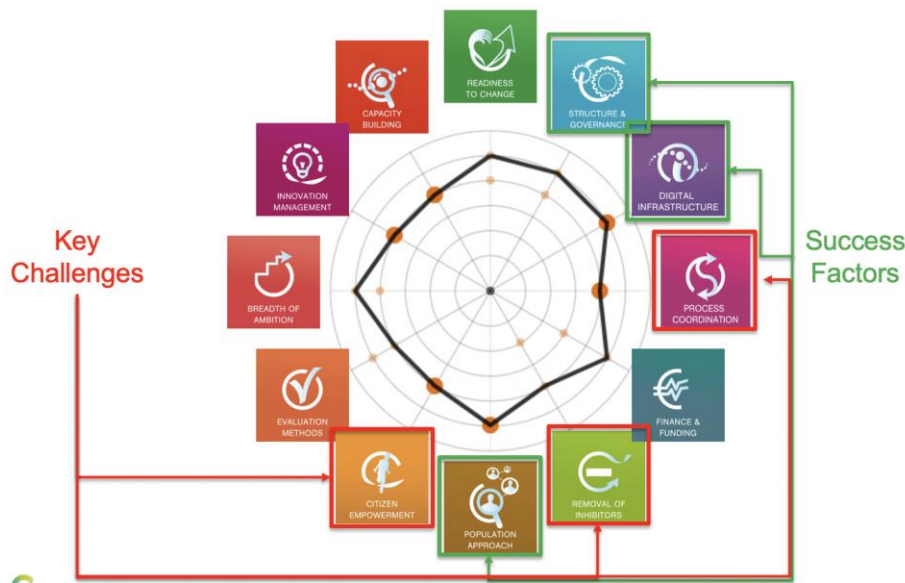 READINESS
TO CHANGE
STRUCTURE &
GOVERNANCE
DIGITAL
INFRASTRUCTURE
PROCESS
COORDINATION
FINANCE &
FUNDING
REMOVAL OF
INHIBITORS
POPULATION
APPROACH
CITIZEN
EMPOWERMENT
EVALUATION
METHODS
BREADTH OF
AMBITION
INNOVATION
MANAGEMENT
CAPACITY
BUILDING
Key
Challenges
Success
Factors